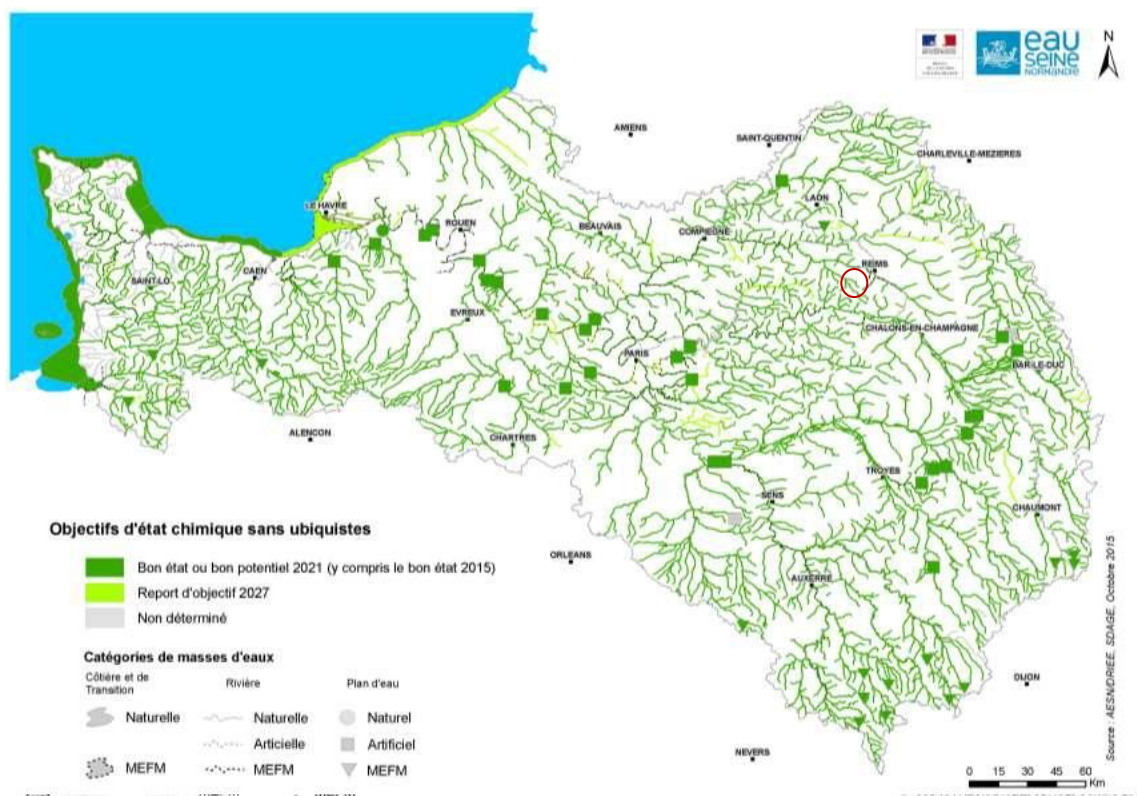 eau
SEINE
NORMANDIE
N
AMIENS
SAINT-QUENTIN
CHARLEVILLE-MEZIERES
LAON
LE HAVRE
ROUEN
BEAUVAIS
COMPIEGNE
REIMS
CAEN
SAINT-LO
EVREUX
CHALONS-EN-CHAMPAGNE
PARIS
BAR-LE-DUC
ALENCON
CHARTRES
TROYES
SENS
CHAUMONT
ORLEANS
AUXERRE
DIJON
NEVERS
Objectifs d'état chimique sans ubiquistes
Bon état ou bon potentiel 2021 (y compris le bon état 2015)
Report d'objectif 2027
Non déterminé
Catégories de masses d'eaux
Côtière et de
Transition
Rivière
Plan d'eau
Naturelle
Naturelle
Naturel
Articielle
Artificiel
MEFM
MEFM
MEFM
Source : AESN/DRIEE, SDAGE, Octobre 2015
0 15 30 45 60
Km